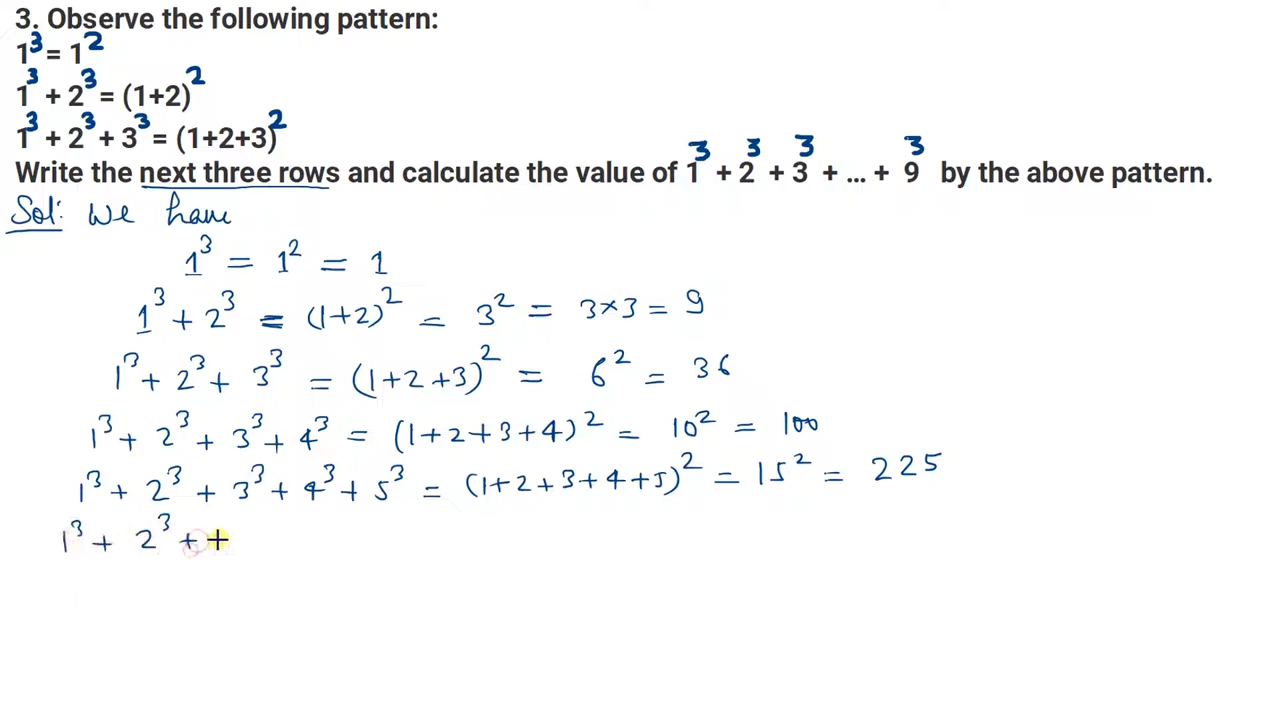 3. Observe the following pattern:
1³ = 1²
1³ + 2³ = (1+2)²
1³ + 2³ + 3³ = (1+2+3)²
Write the next three rows and calculate the value of 1³ + 2³ + 3³ + ... + 9³ by the above pattern.
Sol: We have
1³ = 1² = 1
1³ + 2³ = (1+2)² = 3² = 3×3 = 9
1³ + 2³ + 3³ = (1+2+3)² = 6² = 36
1³ + 2³ + 3³ + 4³ = (1+2+3+4)² = 10² = 100
1³ + 2³ + 3³ + 4³ + 5³ = (1+2+3+4+5)² = 15² = 225
1³ + 2³ +